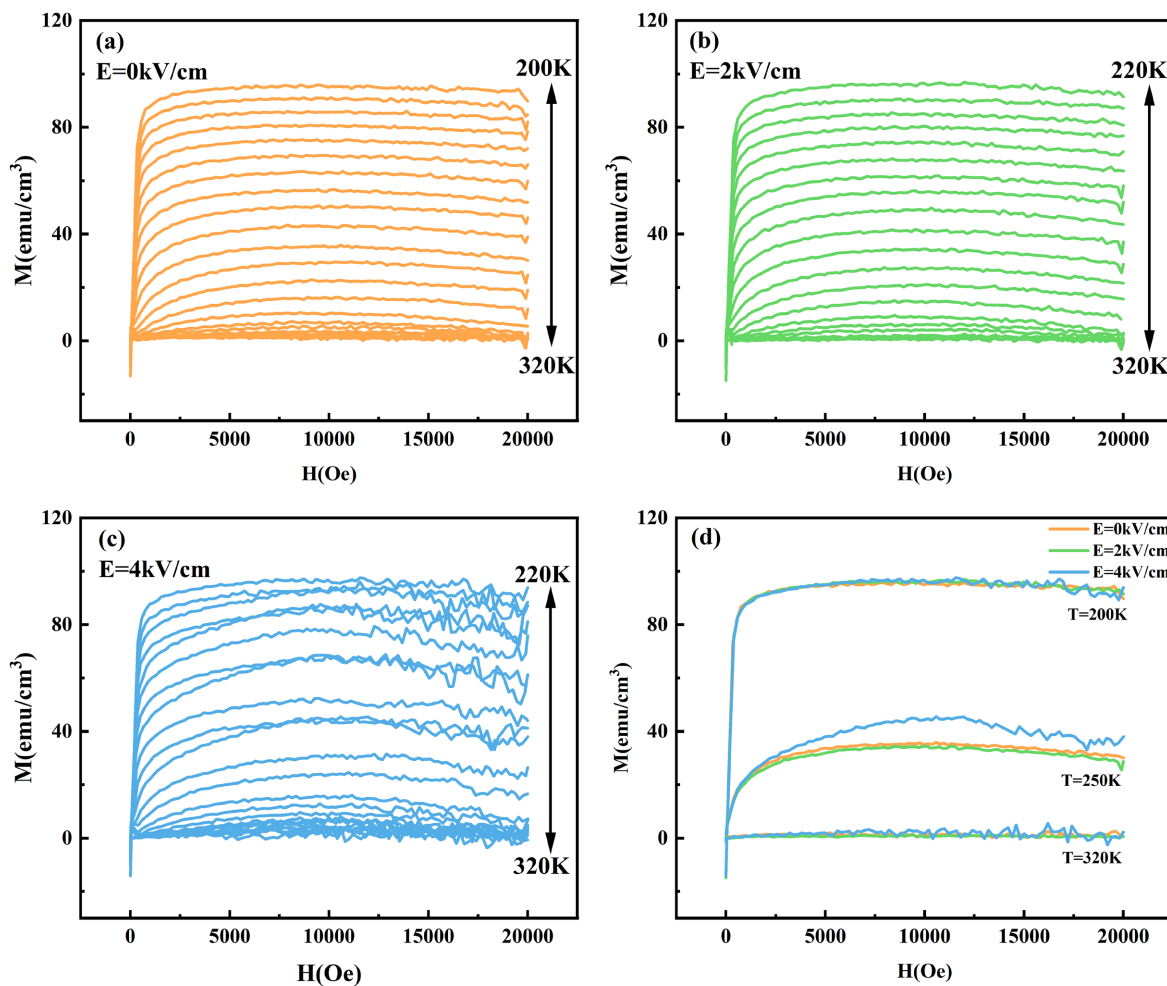 (a)
E=0kV/cm
200K
320K
120
80
40
0
M(emu/cm³)
0 5000 10000 15000 20000
H(Oe)
(b)
E=2kV/cm
220K
320K
120
80
40
0
M(emu/cm³)
0 5000 10000 15000 20000
H(Oe)
(c)
E=4kV/cm
220K
320K
120
80
40
0
M(emu/cm³)
0 5000 10000 15000 20000
H(Oe)
(d)
E=0kV/cm
E=2kV/cm
E=4kV/cm
T=200K
T=250K
T=320K
120
80
40
0
M(emu/cm³)
0 5000 10000 15000 20000
H(Oe)